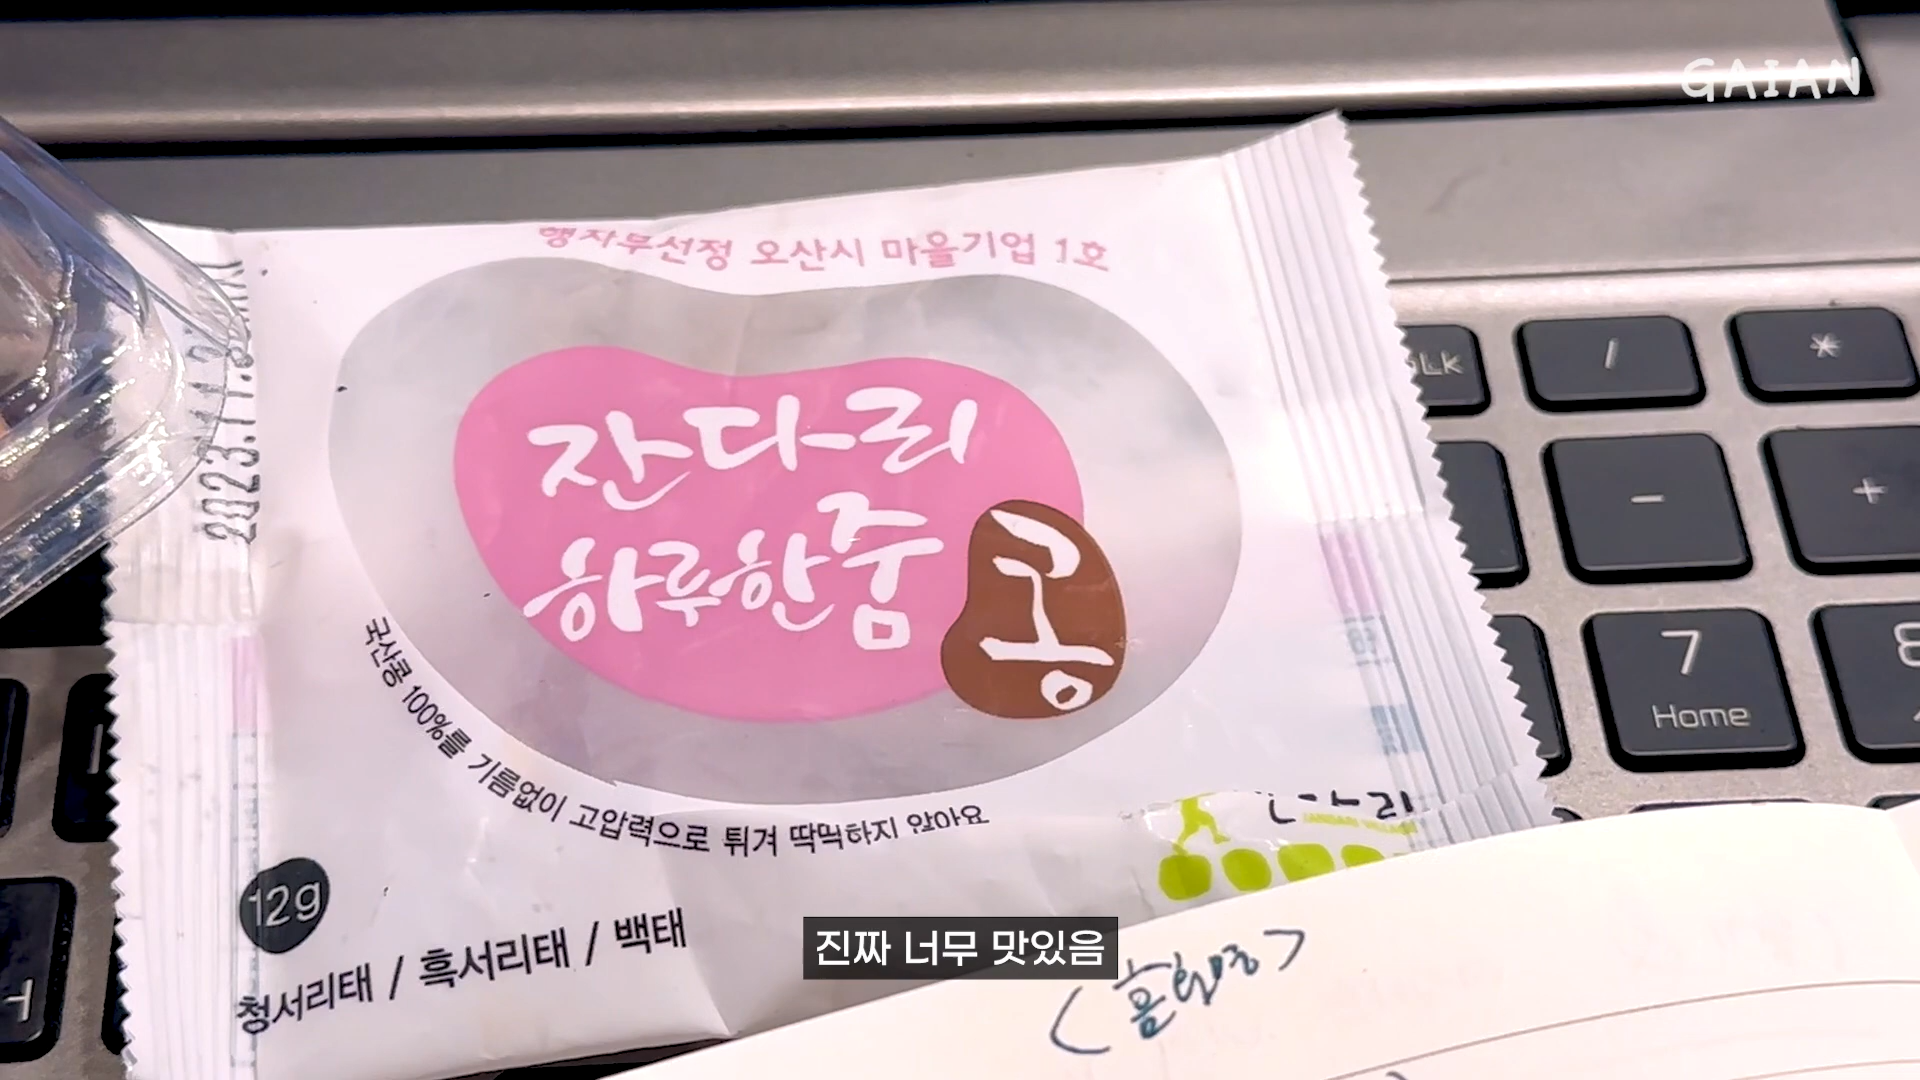 GAIAN
행자부선정 오산시 마을기업 1호
잔다리
하루한줌
콩
국산콩 100%를 기름없이 고압력으로 튀겨 딱딱하지 않아요
12g
청서리태 / 흑서리태 / 백태
진짜 너무 맛있음
/
*
-
+
7
Home